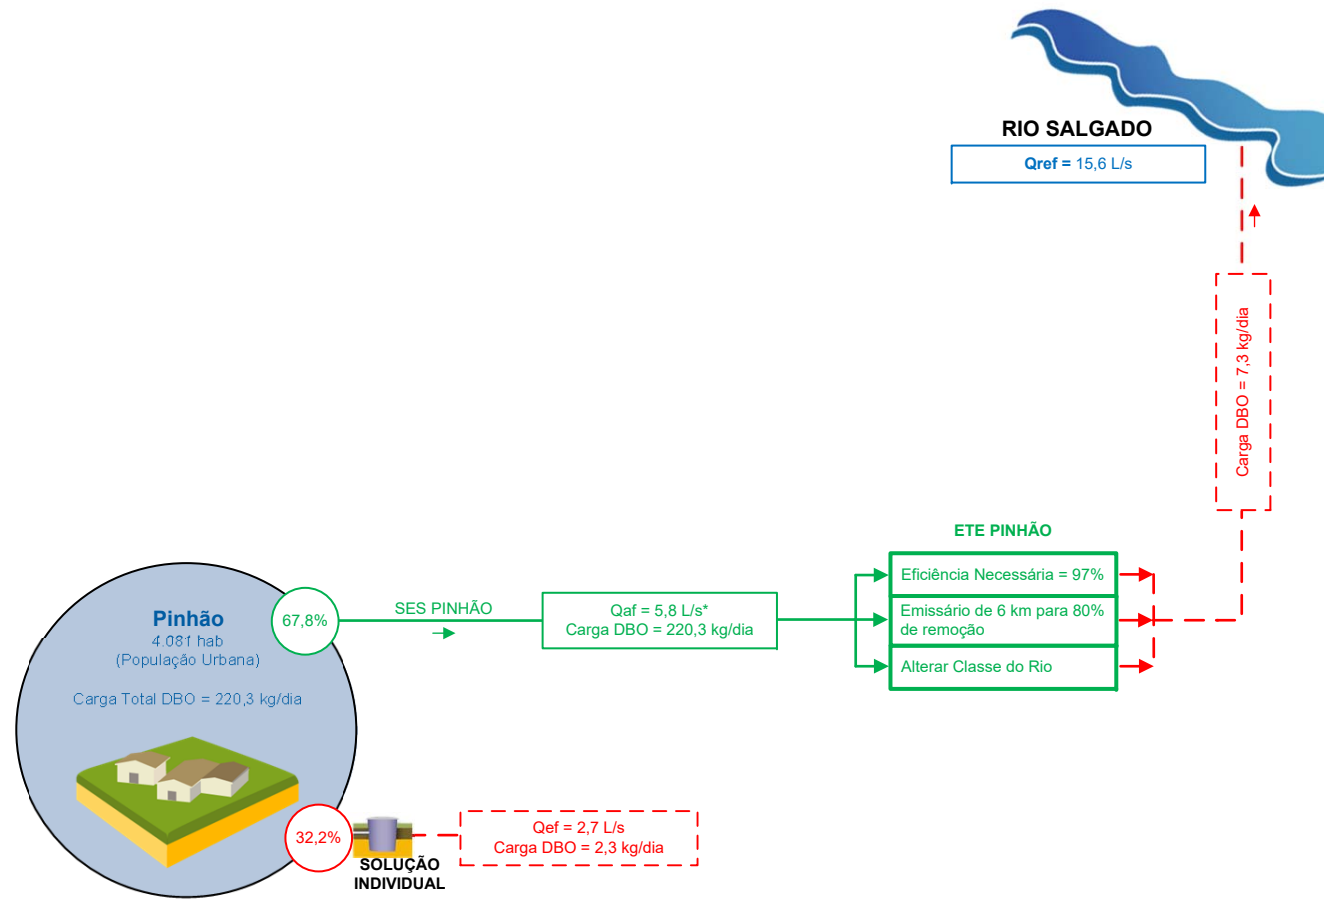 RIO SALGADO
Qref = 15,6 L/s
Carga DBO = 7,3 kg/dia
ETE PINHÃO
Eficiência Necessária = 97%
Emissário de 6 km para 80%
de remoção
Alterar Classe do Rio
SES PINHÃO
Qaf = 5,8 L/s*
Carga DBO = 220,3 kg/dia
67,8%
Pinhão
4.081 hab
(População Urbana)
Carga Total DBO = 220,3 kg/dia
32,2%
SOLUÇÃO
INDIVIDUAL
Qef = 2,7 L/s
Carga DBO = 2,3 kg/dia